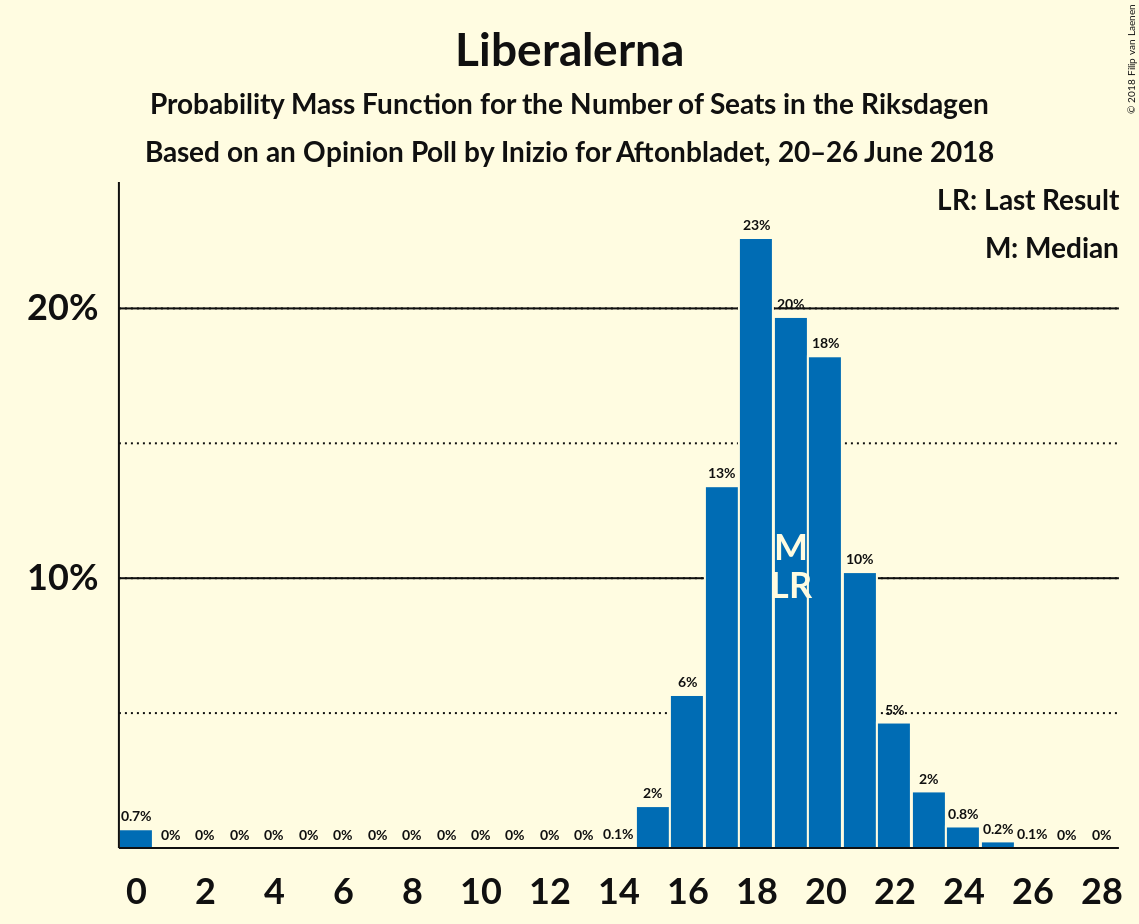 Liberalerna
Probability Mass Function for the Number of Seats in the Riksdagen
Based on an Opinion Poll by Inizio for Aftonbladet, 20–26 June 2018
© 2018 Filip van Laenen
LR: Last Result
M: Median
23%
20%
20%
18%
13%
M
LR
10%
10%
6%
5%
2%
2%
0.7% 0% 0% 0% 0% 0% 0% 0% 0% 0% 0% 0% 0% 0% 0.1% 0.8% 0.2% 0.1% 0% 0%
0 2 4 6 8 10 12 14 16 18 20 22 24 26 28